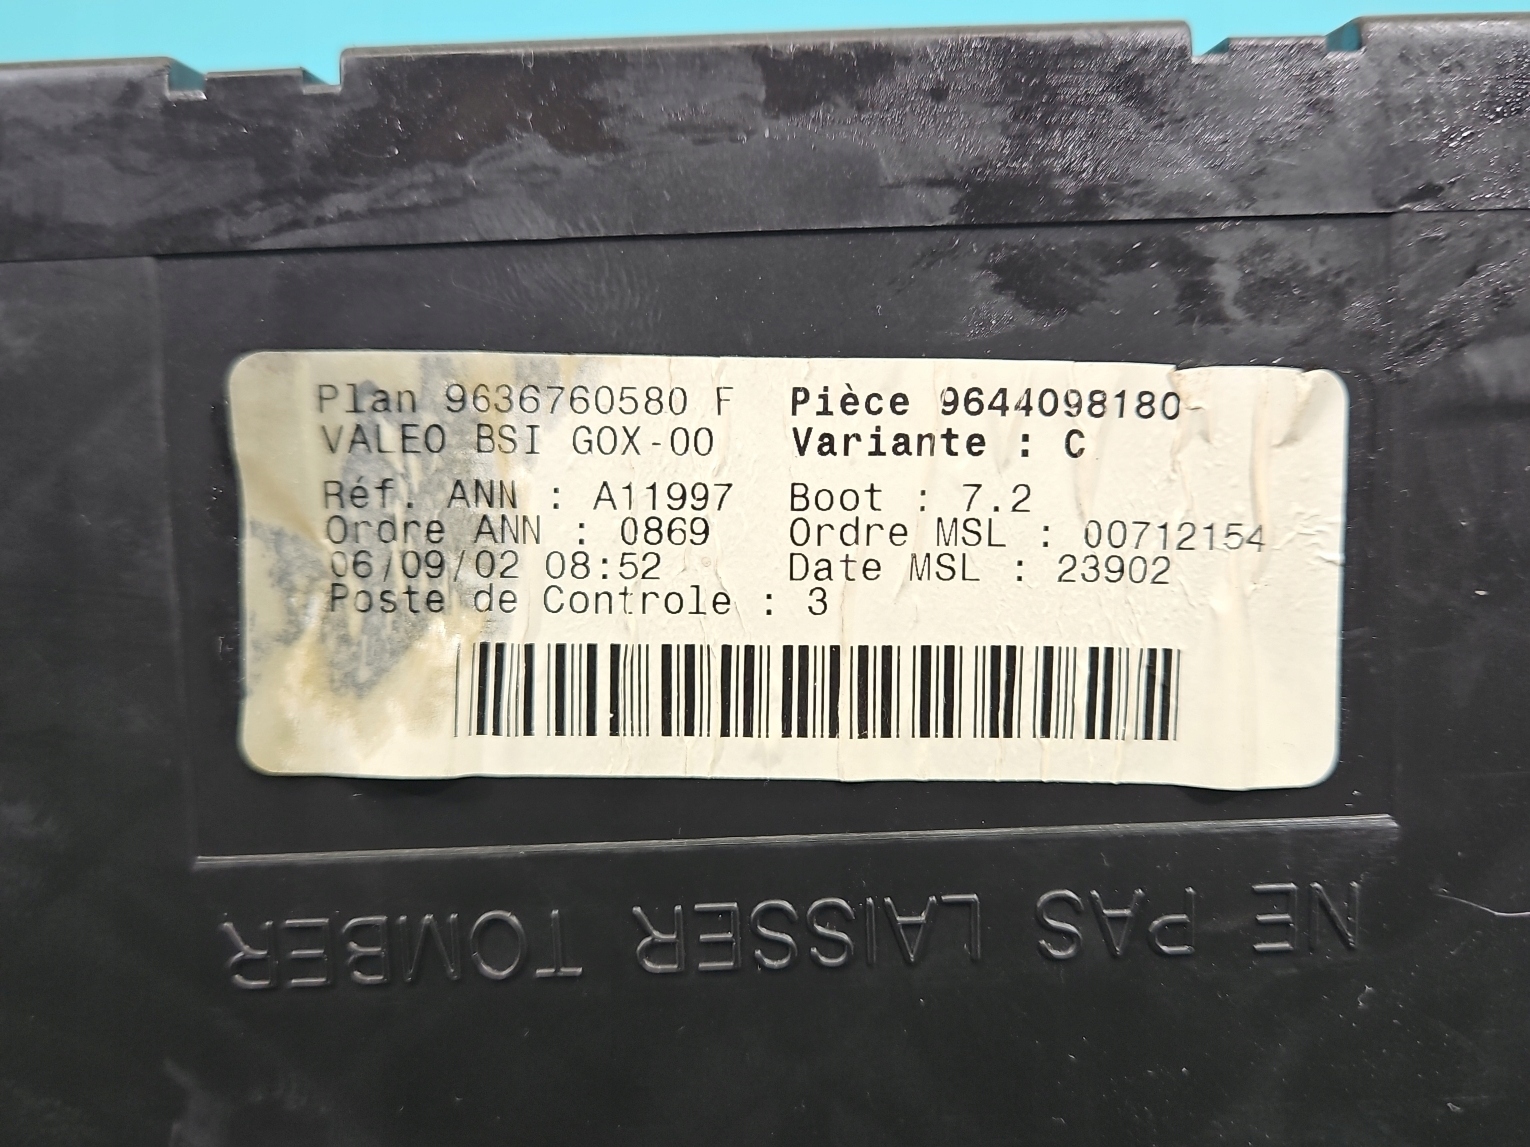 Plan 9636760580 F Pièce 9644098180-
VALEO BSI GOX-00 Variante : C
Réf. ANN : A11997 Boot : 7.2
Ordre ANN : 0869 Ordre MSL : 00712154
06/09/02 08:52 Date MSL : 23902
Poste de Controle : 3
NE PAS LAISSER TOMBER